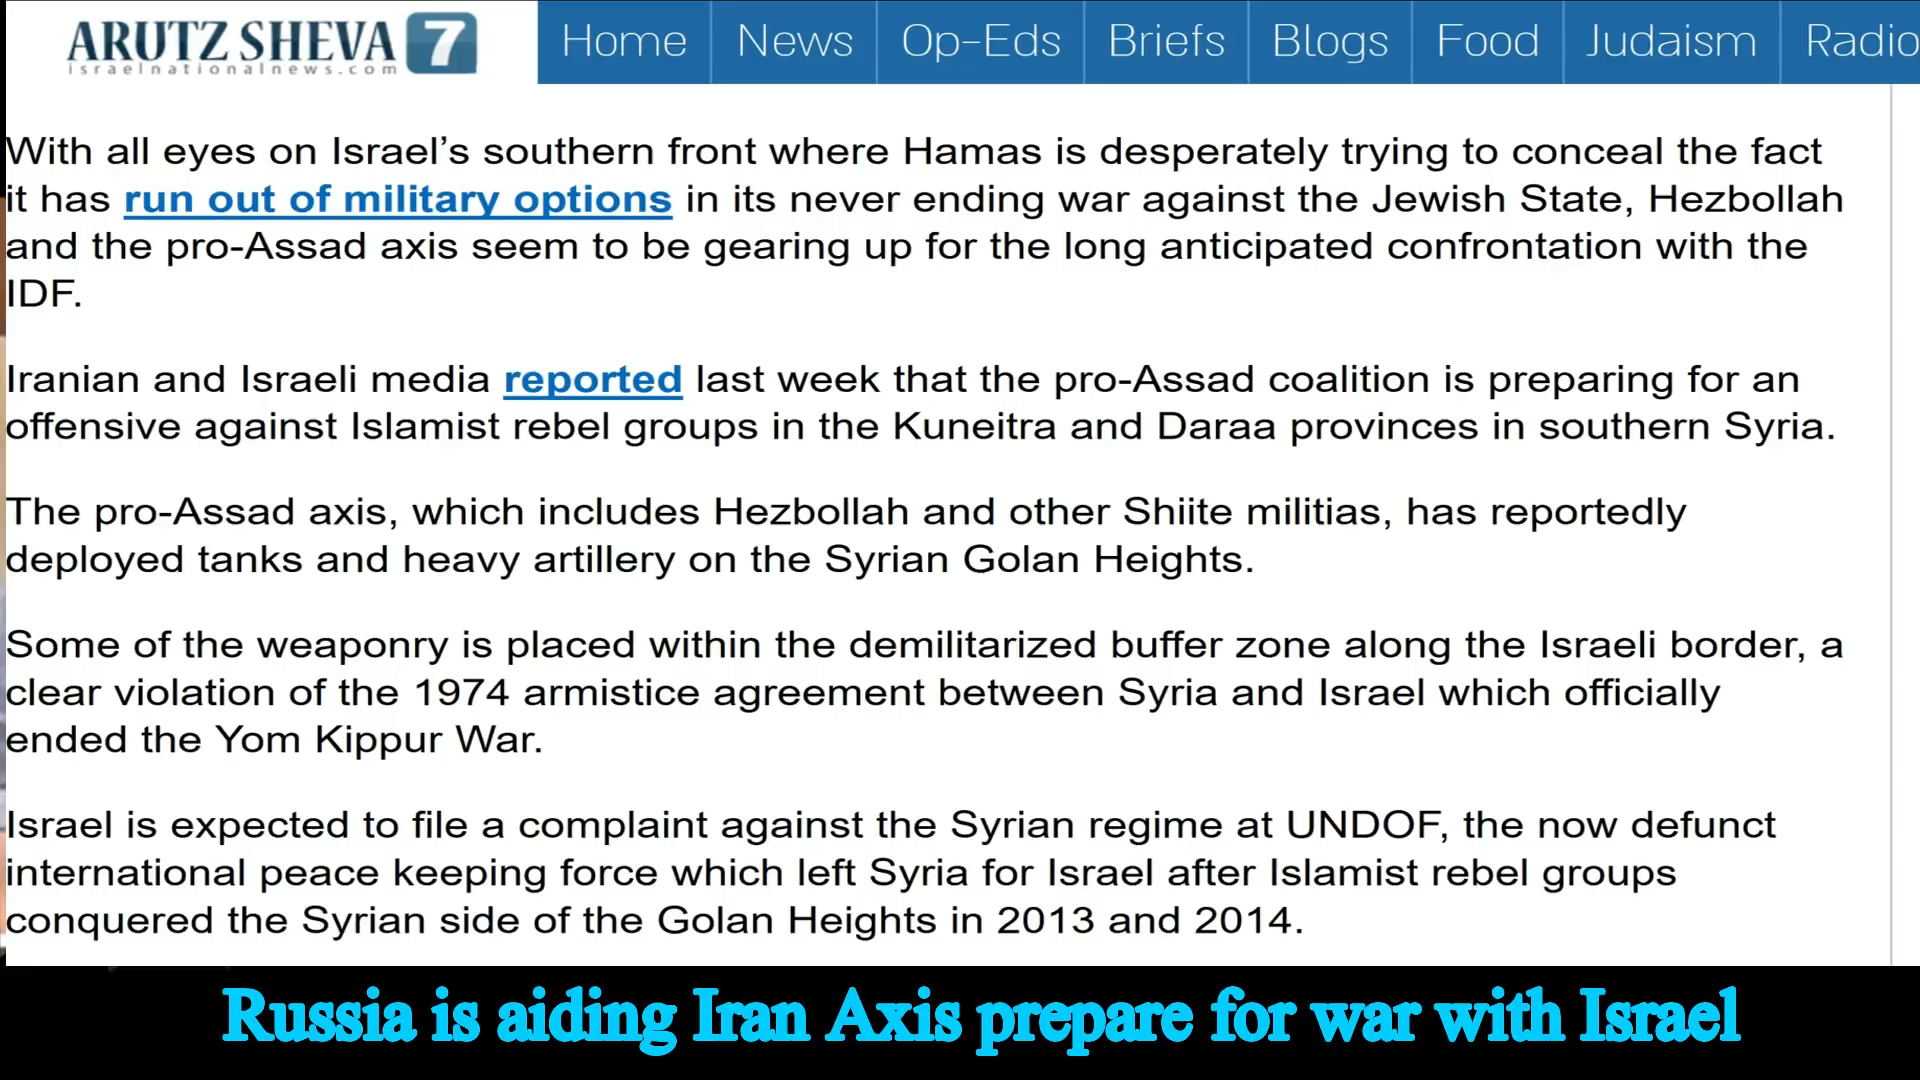 ARUTZ SHEVA 7
israelnationalnews.com
Home News Op-Eds Briefs Blogs Food Judaism Radio
With all eyes on Israel’s southern front where Hamas is desperately trying to conceal the fact
it has run out of military options in its never ending war against the Jewish State, Hezbollah
and the pro-Assad axis seem to be gearing up for the long anticipated confrontation with the
IDF.
Iranian and Israeli media reported last week that the pro-Assad coalition is preparing for an
offensive against Islamist rebel groups in the Kuneitra and Daraa provinces in southern Syria.
The pro-Assad axis, which includes Hezbollah and other Shiite militias, has reportedly
deployed tanks and heavy artillery on the Syrian Golan Heights.
Some of the weaponry is placed within the demilitarized buffer zone along the Israeli border, a
clear violation of the 1974 armistice agreement between Syria and Israel which officially
ended the Yom Kippur War.
Israel is expected to file a complaint against the Syrian regime at UNDOF, the now defunct
international peace keeping force which left Syria for Israel after Islamist rebel groups
conquered the Syrian side of the Golan Heights in 2013 and 2014.
Russia is aiding Iran Axis prepare for war with Israel